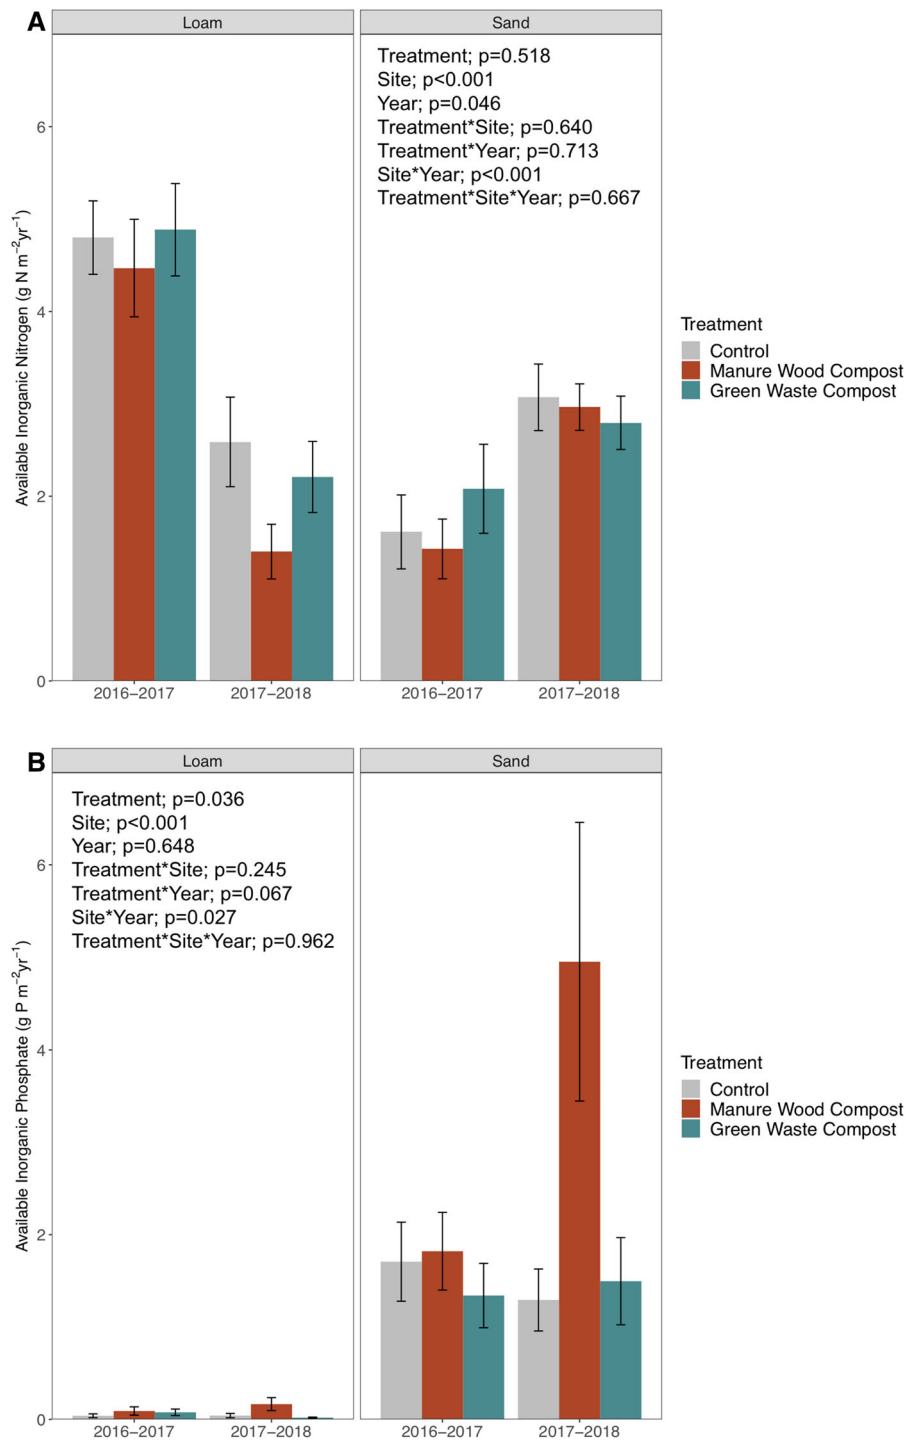 A
Loam
Sand
Treatment; p=0.518
Site; p<0.001
Year; p=0.046
Treatment*Site; p=0.640
Treatment*Year; p=0.713
Site*Year; p<0.001
Treatment*Site*Year; p=0.667
Available Inorganic Nitrogen (g N m−2yr−1)
6
4
2
0
2016−2017
2017−2018
2016−2017
2017−2018
Treatment
Control
Manure Wood Compost
Green Waste Compost
B
Loam
Sand
Treatment; p=0.036
Site; p<0.001
Year; p=0.648
Treatment*Site; p=0.245
Treatment*Year; p=0.067
Site*Year; p=0.027
Treatment*Site*Year; p=0.962
Available Inorganic Phosphate (g P m−2yr−1)
6
4
2
0
2016−2017
2017−2018
2016−2017
2017−2018
Treatment
Control
Manure Wood Compost
Green Waste Compost